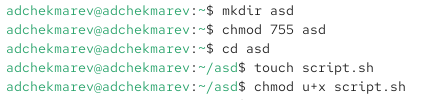 adchekmarev@adchekmarev:~$ mkdir asd
adchekmarev@adchekmarev:~$ chmod 755 asd
adchekmarev@adchekmarev:~$ cd asd
adchekmarev@adchekmarev:~/asd$ touch script.sh
adchekmarev@adchekmarev:~/asd$ chmod u+x script.sh